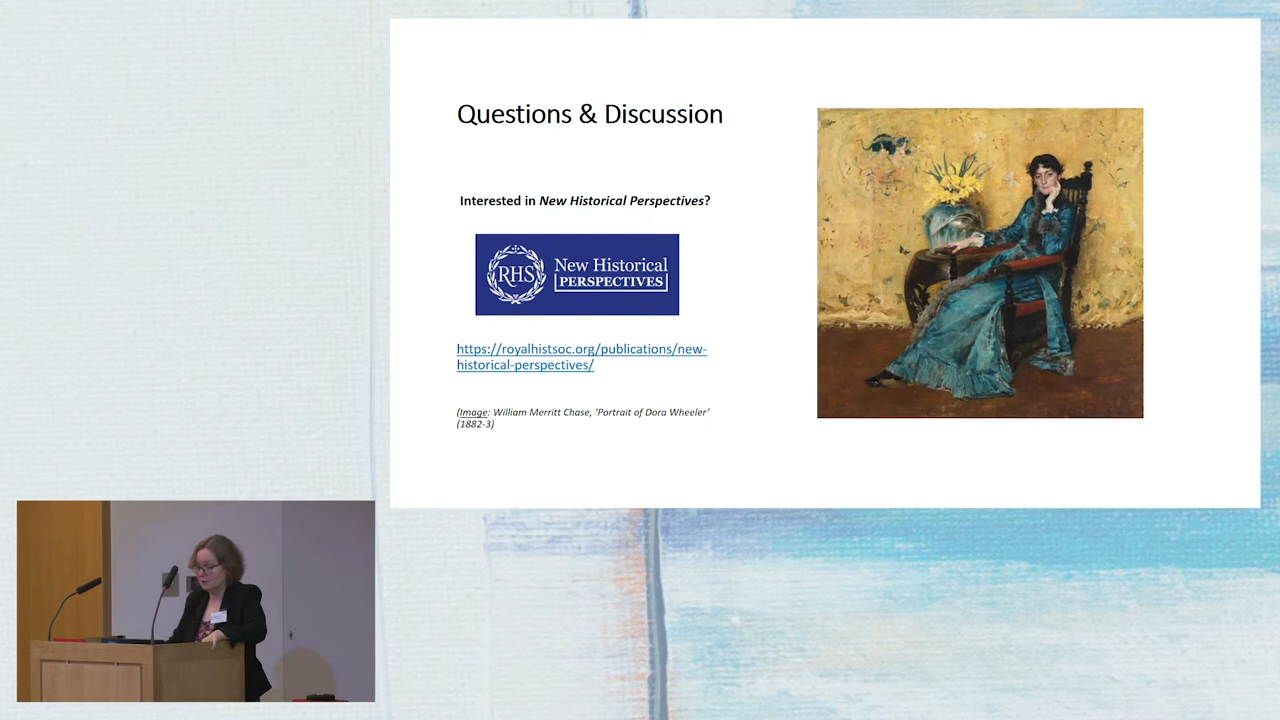 Questions & Discussion
Interested in New Historical Perspectives?
RHS
New Historical
PERSPECTIVES
https://royalhistsoc.org/publications/new-
historical-perspectives/
(Image: William Merritt Chase, ‘Portrait of Dora Wheeler’
(1882-3)